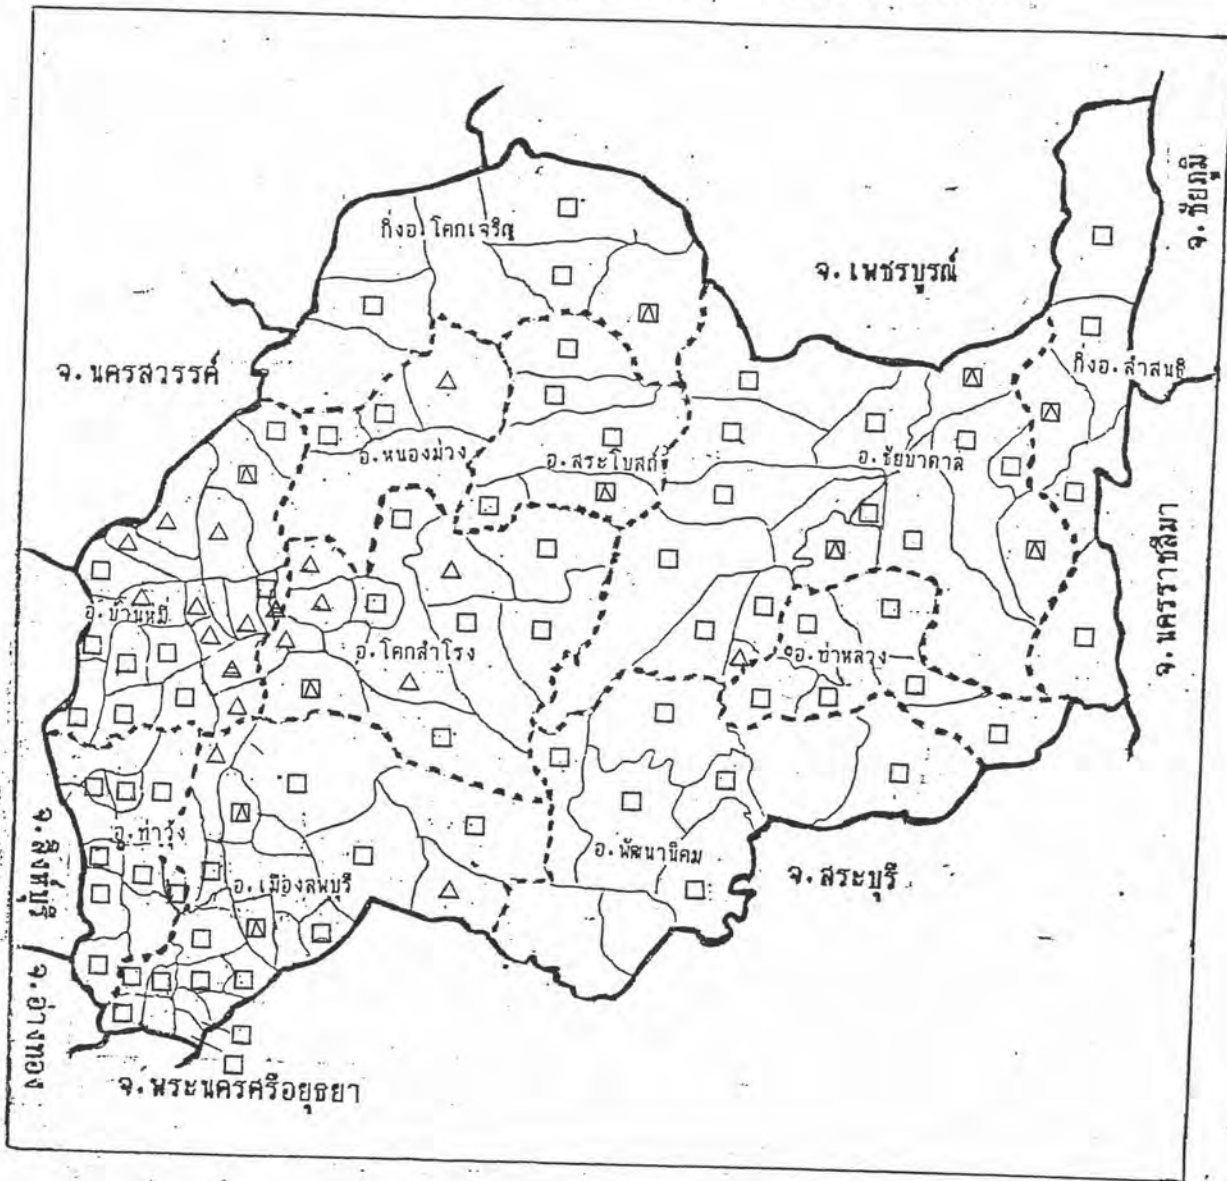 จ.ชัยภูมิ
กิ่งอ.โคกเจริญ
จ.เพชรบูรณ์
จ.นครสวรรค์
กิ่งอ.ลำสนธิ
อ.หนองม่วง
อ.สระโบสถ์
อ.ชัยบาดาล
จ.นครราชสีมา
อ.บ้านหมี่
อ.โคกสำโรง
อ.ท่าหลวง
อ.ท่าวุ้ง
อ.พัฒนานิคม
จ.สระบุรี
อ.เมืองลพบุรี
จ.สิงห์บุรี
จ.อ่างทอง
จ.พระนครศรีอยุธยา